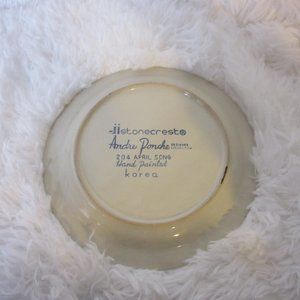 stonecrest®
Andre Ponche
204 APRIL SONG
Hand Painted
korea